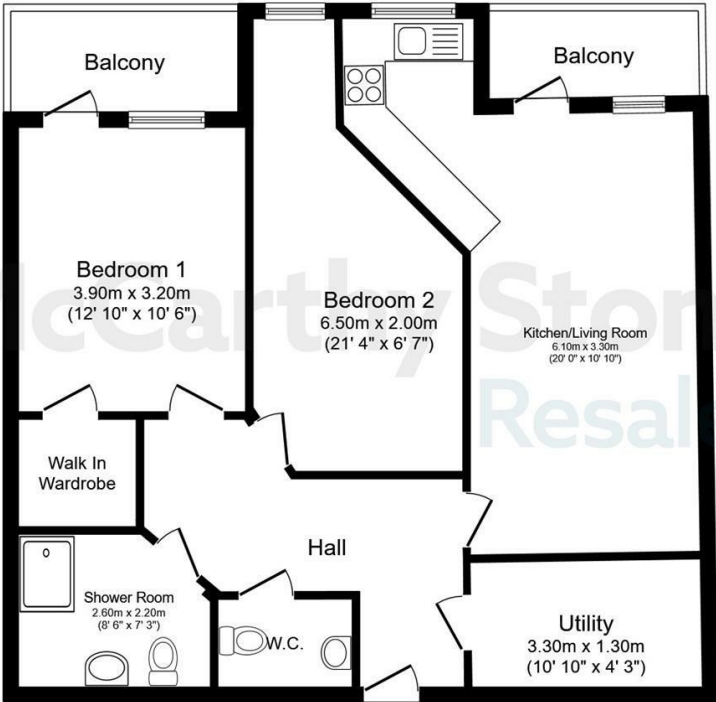 Balcony
Balcony
Bedroom 1
3.90m x 3.20m
(12' 10" x 10' 6")
Bedroom 2
6.50m x 2.00m
(21' 4" x 6' 7")
Kitchen/Living Room
6.10m x 3.30m
(20' 0" x 10' 10")
Walk In
Wardrobe
Hall
Shower Room
2.60m x 2.20m
(8' 6" x 7' 3")
W.C.
Utility
3.30m x 1.30m
(10' 10" x 4' 3")